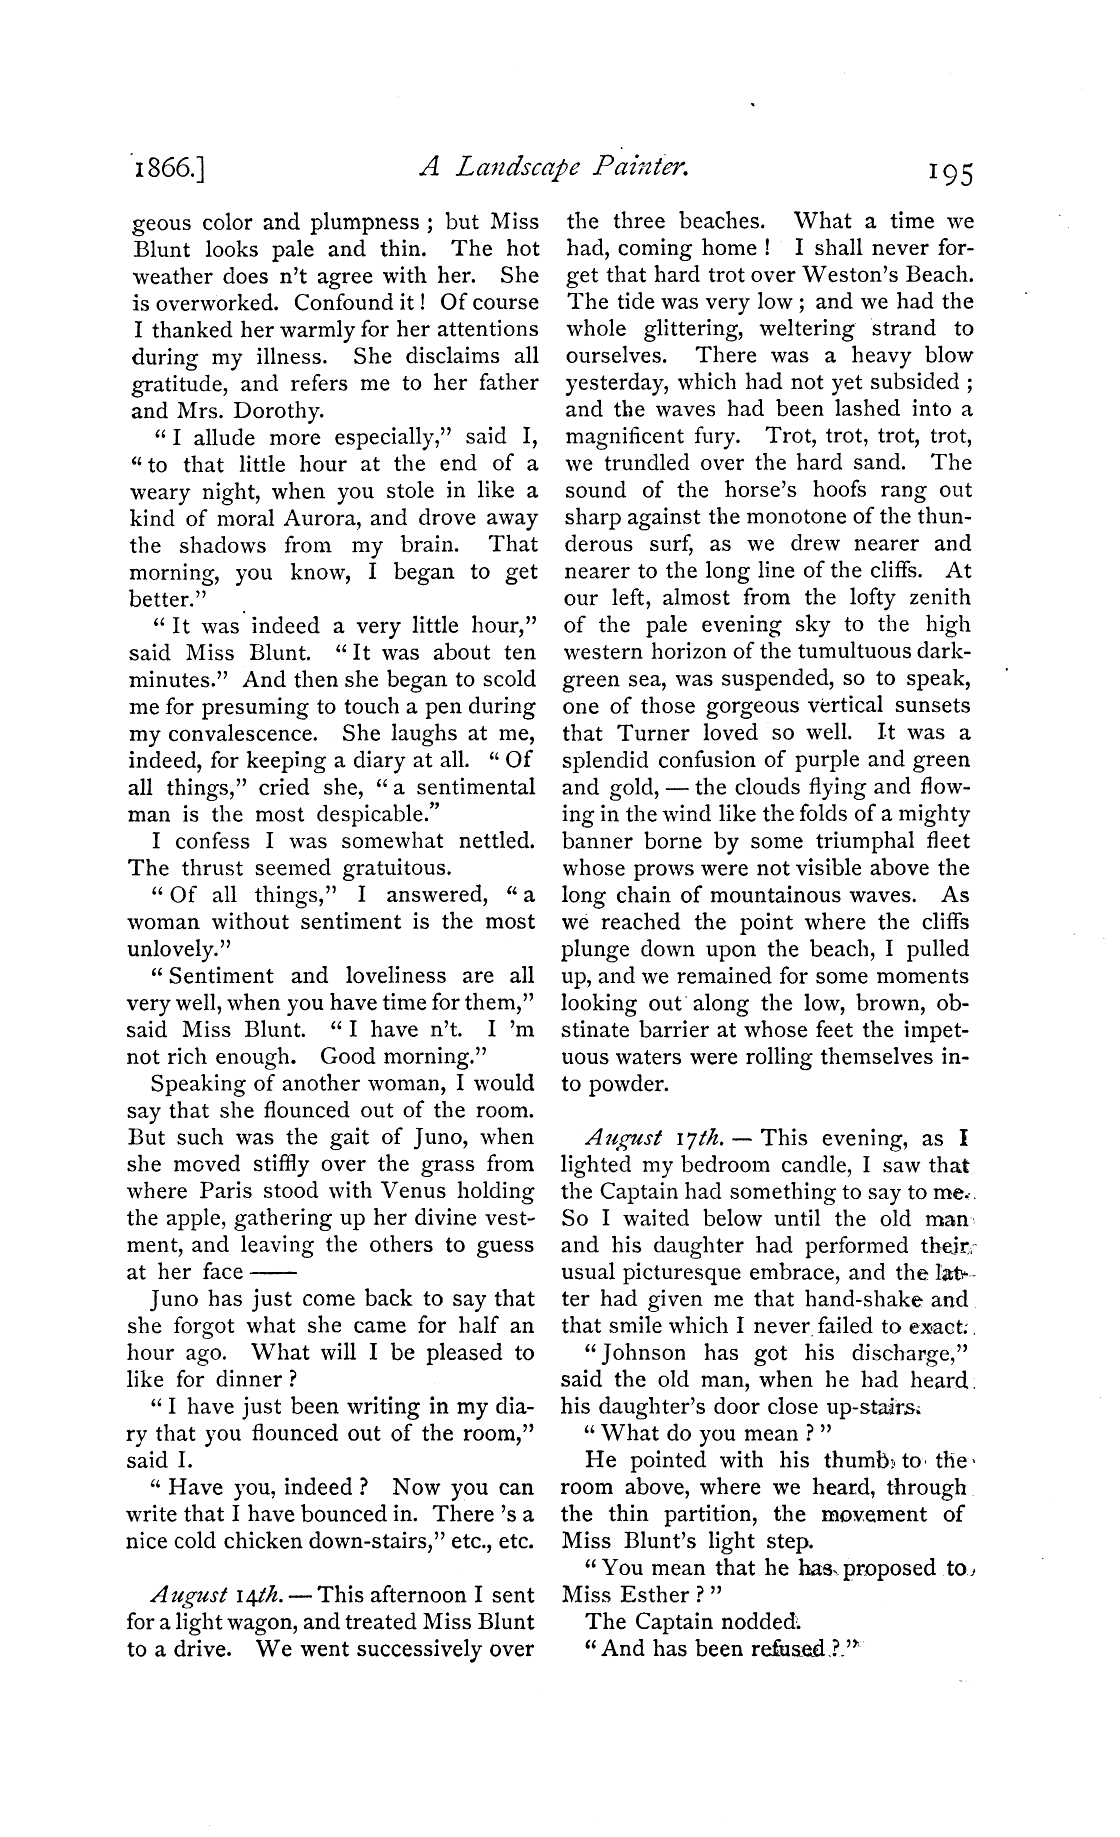 1866.] A Landscape Painter. 195
geous color and plumpness ; but Miss
Blunt looks pale and thin. The hot
weather does n't agree with her. She
is overworked. Confound it ! Of course
I thanked her warmly for her attentions
during my illness. She disclaims all
gratitude, and refers me to her father
and Mrs. Dorothy.
" I allude more especially," said I,
" to that little hour at the end of a
weary night, when you stole in like a
kind of moral Aurora, and drove away
the shadows from my brain. That
morning, you know, I began to get
better."
" It was indeed a very little hour,"
said Miss Blunt. " It was about ten
minutes." And then she began to scold
me for presuming to touch a pen during
my convalescence. She laughs at me,
indeed, for keeping a diary at all. " Of
all things," cried she, " a sentimental
man is the most despicable."
I confess I was somewhat nettled.
The thrust seemed gratuitous.
" Of all things," I answered, " a
woman without sentiment is the most
unlovely."
" Sentiment and loveliness are all
very well, when you have time for them,"
said Miss Blunt. " I have n't. I 'm
not rich enough. Good morning."
Speaking of another woman, I would
say that she flounced out of the room.
But such was the gait of Juno, when
she moved stiffly over the grass from
where Paris stood with Venus holding
the apple, gathering up her divine vest-
ment, and leaving the others to guess
at her face ——
Juno has just come back to say that
she forgot what she came for half an
hour ago. What will I be pleased to
like for dinner ?
" I have just been writing in my dia-
ry that you flounced out of the room,"
said I.
" Have you, indeed ? Now you can
write that I have bounced in. There 's a
nice cold chicken down-stairs," etc., etc.
August 14th. — This afternoon I sent
for a light wagon, and treated Miss Blunt
to a drive. We went successively over
the three beaches. What a time we
had, coming home ! I shall never for-
get that hard trot over Weston's Beach.
The tide was very low ; and we had the
whole glittering, weltering strand to
ourselves. There was a heavy blow
yesterday, which had not yet subsided ;
and the waves had been lashed into a
magnificent fury. Trot, trot, trot, trot,
we trundled over the hard sand. The
sound of the horse's hoofs rang out
sharp against the monotone of the thun-
derous surf, as we drew nearer and
nearer to the long line of the cliffs. At
our left, almost from the lofty zenith
of the pale evening sky to the high
western horizon of the tumultuous dark-
green sea, was suspended, so to speak,
one of those gorgeous vertical sunsets
that Turner loved so well. It was a
splendid confusion of purple and green
and gold, — the clouds flying and flow-
ing in the wind like the folds of a mighty
banner borne by some triumphal fleet
whose prows were not visible above the
long chain of mountainous waves. As
we reached the point where the cliffs
plunge down upon the beach, I pulled
up, and we remained for some moments
looking out along the low, brown, ob-
stinate barrier at whose feet the impet-
uous waters were rolling themselves in-
to powder.
August 17th. — This evening, as I
lighted my bedroom candle, I saw that
the Captain had something to say to me.
So I waited below until the old man
and his daughter had performed their
usual picturesque embrace, and the lat-
ter had given me that hand-shake and
that smile which I never failed to exact.
" Johnson has got his discharge,"
said the old man, when he had heard
his daughter's door close up-stairs.
" What do you mean ? "
He pointed with his thumb to the
room above, where we heard, through
the thin partition, the movement of
Miss Blunt's light step.
" You mean that he has proposed to
Miss Esther ? "
The Captain nodded.
" And has been refused ? "